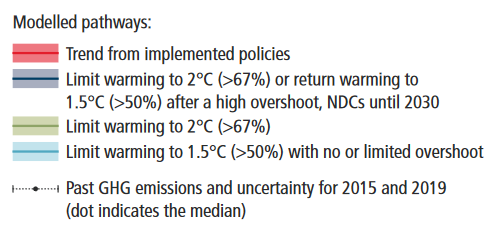 Modelled pathways:
Trend from implemented policies
Limit warming to 2°C (>67%) or return warming to
1.5°C (>50%) after a high overshoot, NDCs until 2030
Limit warming to 2°C (>67%)
Limit warming to 1.5°C (>50%) with no or limited overshoot
Past GHG emissions and uncertainty for 2015 and 2019
(dot indicates the median)